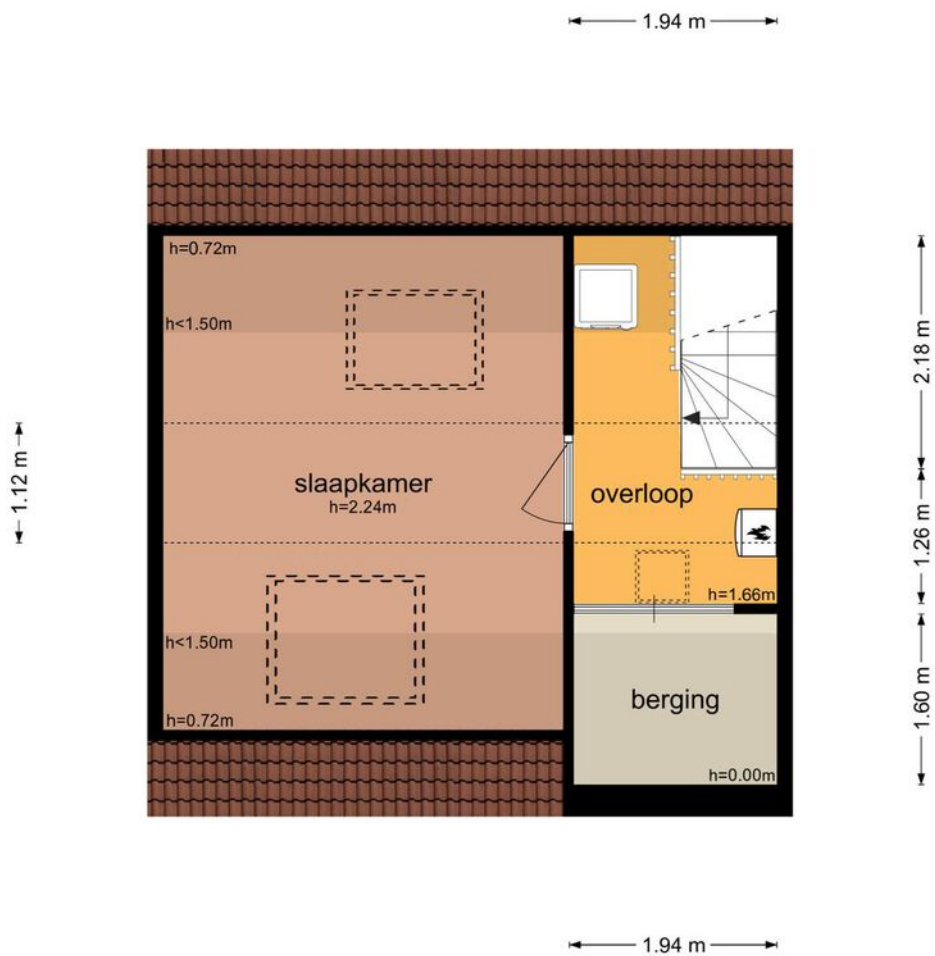 1.94 m
h=0.72m
h<1.50m
2.18 m
1.12 m
slaapkamer
h=2.24m
overloop
1.26 m
h=1.66m
h<1.50m
1.60 m
berging
h=0.72m
h=0.00m
1.94 m